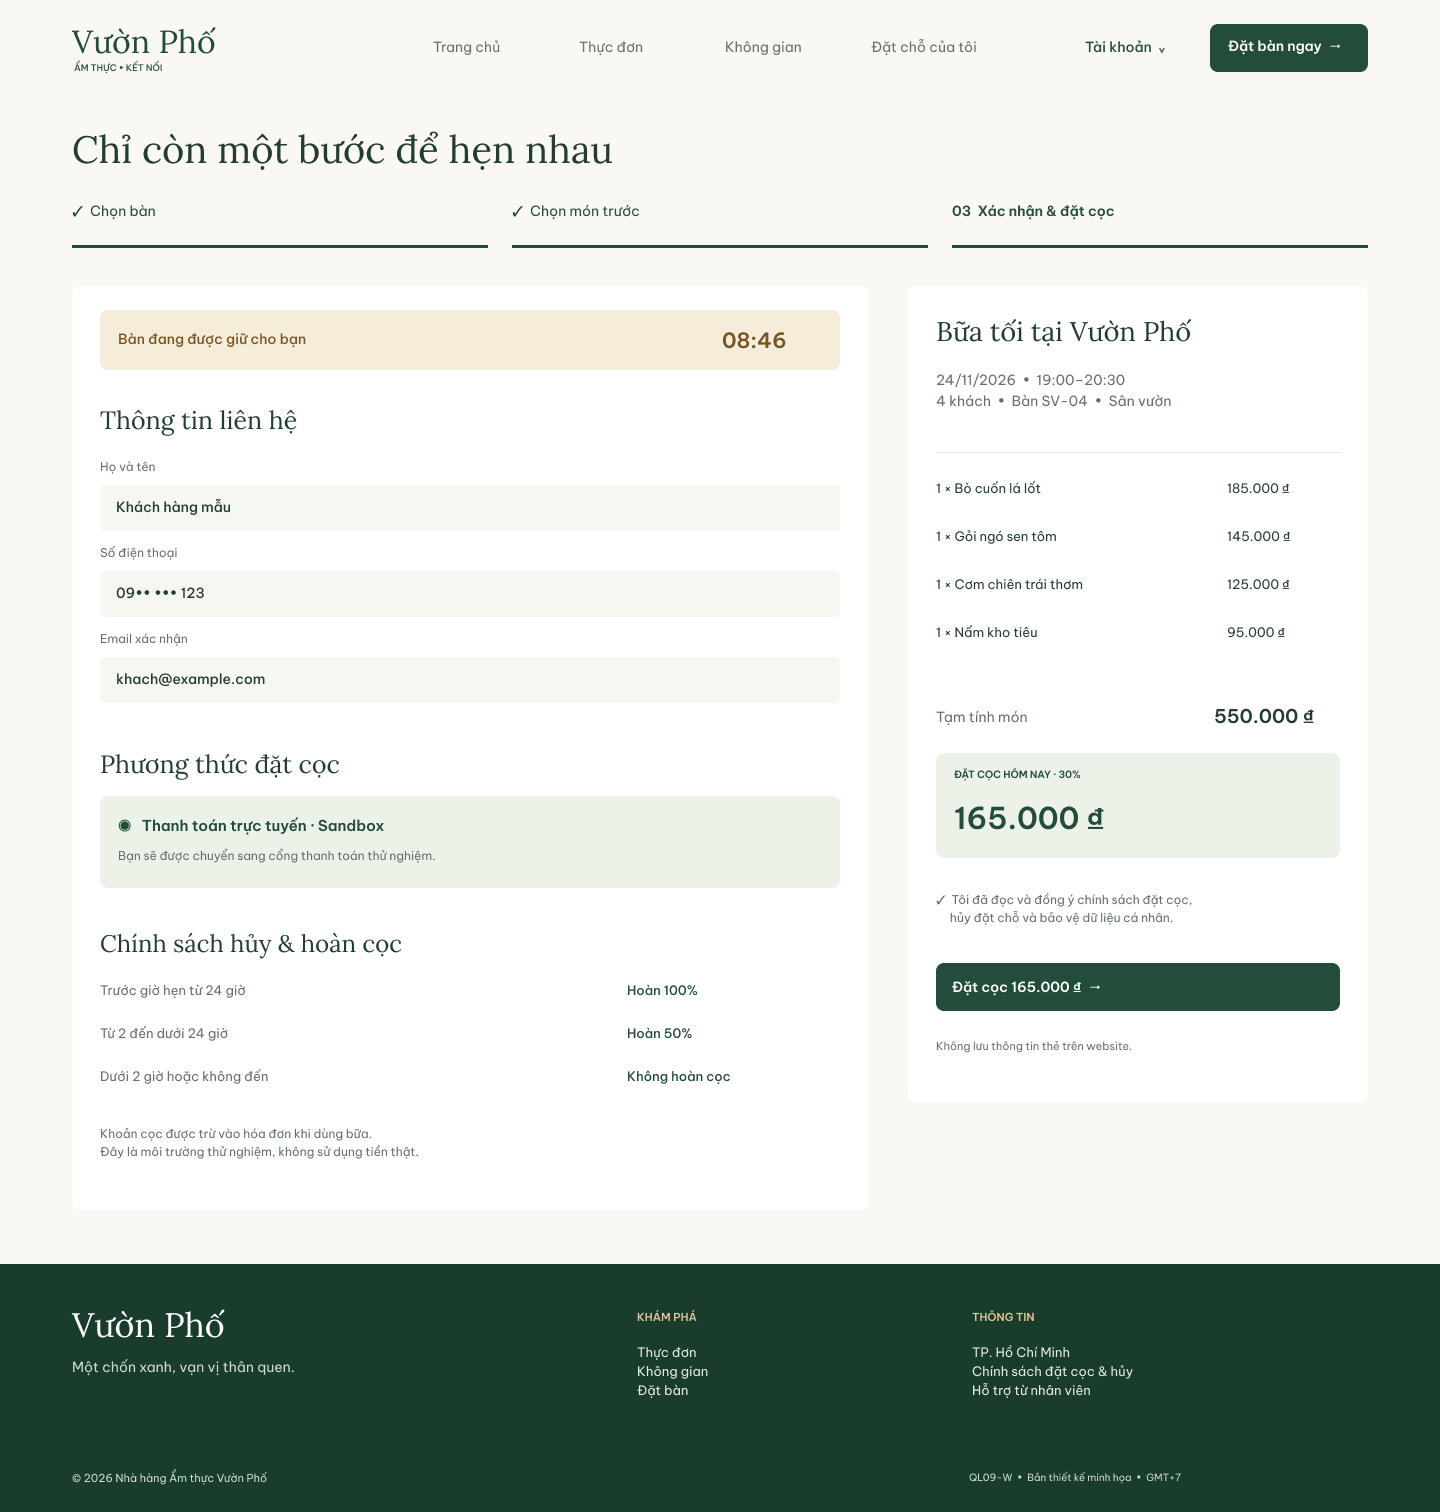 Vườn Phố
ẨM THỰC • KẾT NỐI
Trang chủ
Thực đơn
Không gian
Đặt chỗ của tôi
Tài khoản ˅
Đặt bàn ngay →
Chỉ còn một bước để hẹn nhau
✓ Chọn bàn
✓ Chọn món trước
03 Xác nhận & đặt cọc
Bàn đang được giữ cho bạn
08:46
Thông tin liên hệ
Họ và tên
Khách hàng mẫu
Số điện thoại
09•• ••• 123
Email xác nhận
khach@example.com
Phương thức đặt cọc
◉ Thanh toán trực tuyến · Sandbox
Bạn sẽ được chuyển sang cổng thanh toán thử nghiệm.
Chính sách hủy & hoàn cọc
Trước giờ hẹn từ 24 giờ
Hoàn 100%
Từ 2 đến dưới 24 giờ
Hoàn 50%
Dưới 2 giờ hoặc không đến
Không hoàn cọc
Khoản cọc được trừ vào hóa đơn khi dùng bữa.
Đây là môi trường thử nghiệm, không sử dụng tiền thật.
Bữa tối tại Vườn Phố
24/11/2026 • 19:00–20:30
4 khách • Bàn SV-04 • Sân vườn
1 × Bò cuốn lá lốt
185.000 ₫
1 × Gỏi ngó sen tôm
145.000 ₫
1 × Cơm chiên trái thơm
125.000 ₫
1 × Nấm kho tiêu
95.000 ₫
Tạm tính món
550.000 ₫
ĐẶT CỌC HÔM NAY · 30%
165.000 ₫
✓ Tôi đã đọc và đồng ý chính sách đặt cọc,
hủy đặt chỗ và bảo vệ dữ liệu cá nhân.
Đặt cọc 165.000 ₫ →
Không lưu thông tin thẻ trên website.
Vườn Phố
Một chốn xanh, vạn vị thân quen.
KHÁM PHÁ
Thực đơn
Không gian
Đặt bàn
THÔNG TIN
TP. Hồ Chí Minh
Chính sách đặt cọc & hủy
Hỗ trợ từ nhân viên
© 2026 Nhà hàng Ẩm thực Vườn Phố
QL09-W • Bản thiết kế minh họa • GMT+7